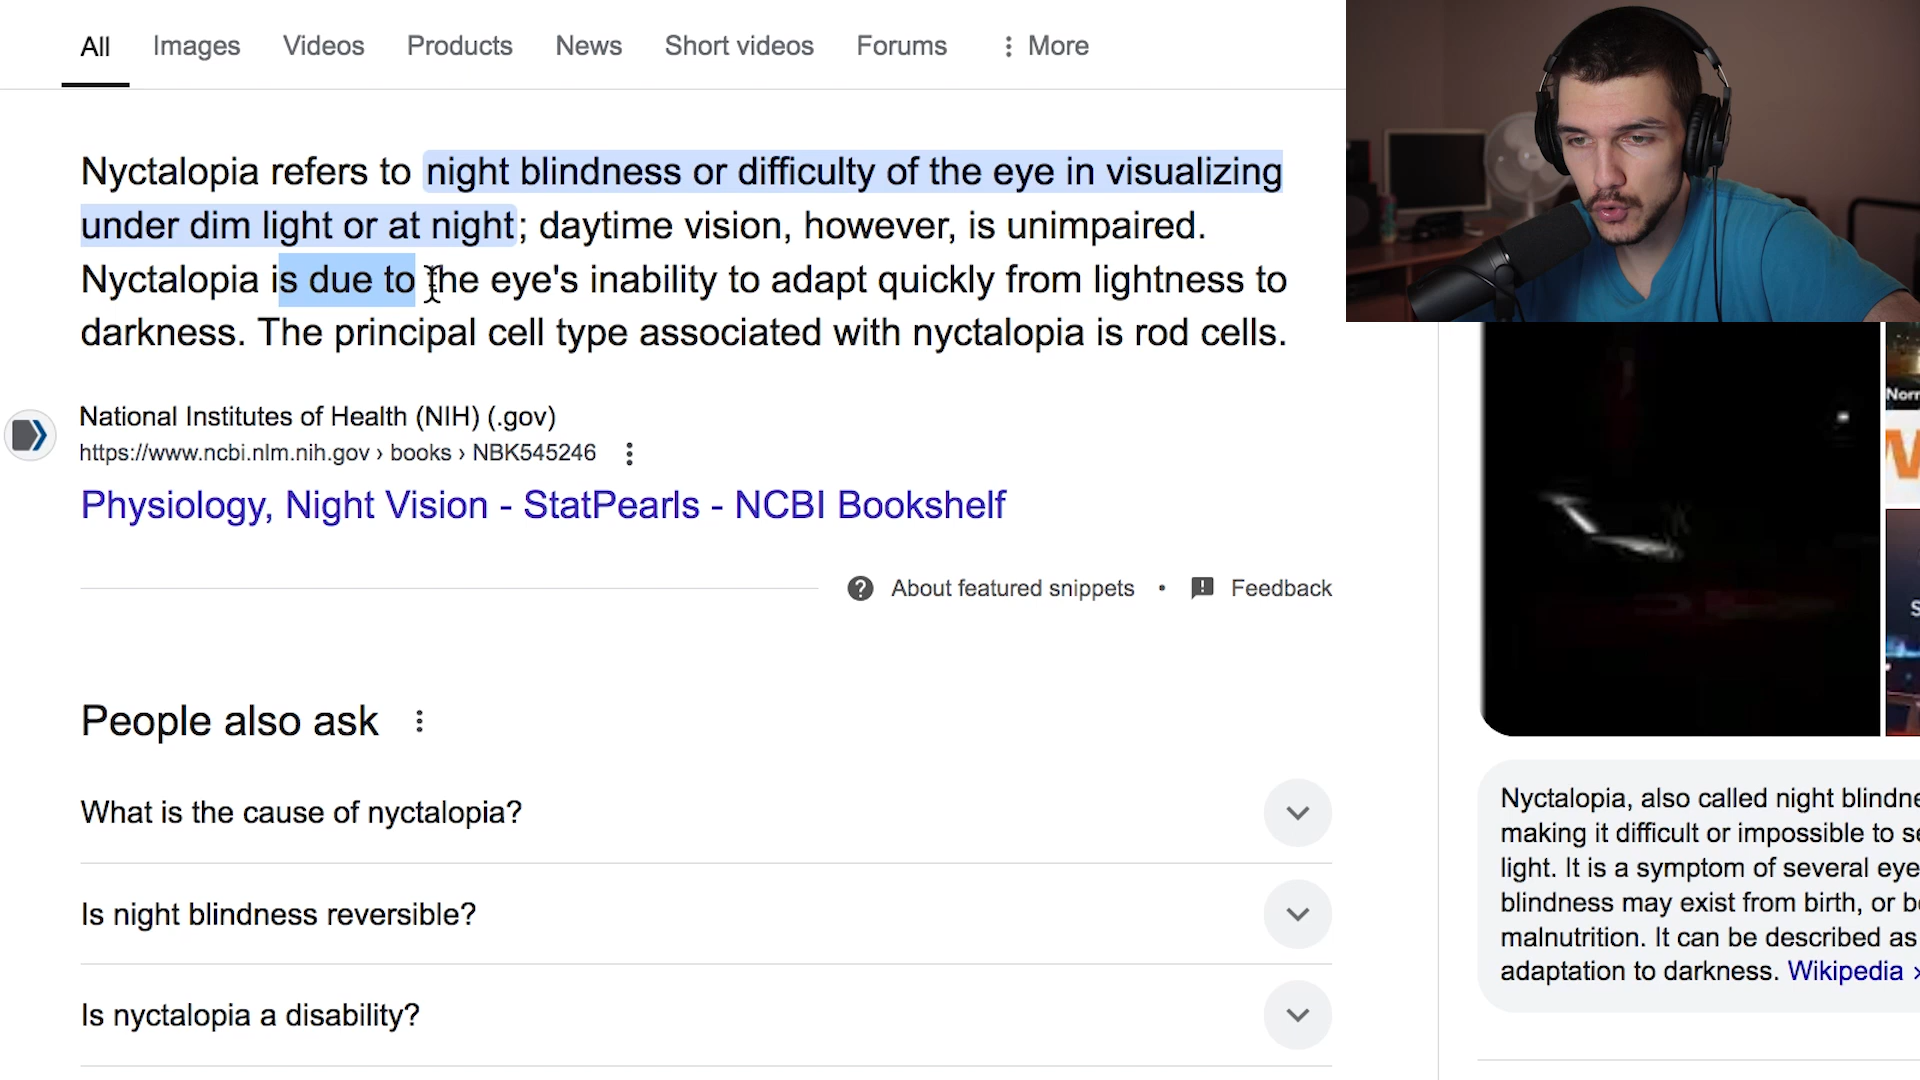 All Images Videos Products News Short videos Forums More
Nyctalopia refers to night blindness or difficulty of the eye in visualizing
under dim light or at night; daytime vision, however, is unimpaired.
Nyctalopia is due to the eye's inability to adapt quickly from lightness to
darkness. The principal cell type associated with nyctalopia is rod cells.
National Institutes of Health (NIH) (.gov)
https://www.ncbi.nlm.nih.gov › books › NBK545246
Physiology, Night Vision - StatPearls - NCBI Bookshelf
About featured snippets • Feedback
People also ask
What is the cause of nyctalopia?
Is night blindness reversible?
Is nyctalopia a disability?
Nyctalopia, also called night
making it difficult or impossible to
light. It is a symptom of several eye
blindness may exist from birth, or
malnutrition. It can be described as
adaptation to darkness. Wikipedia ›